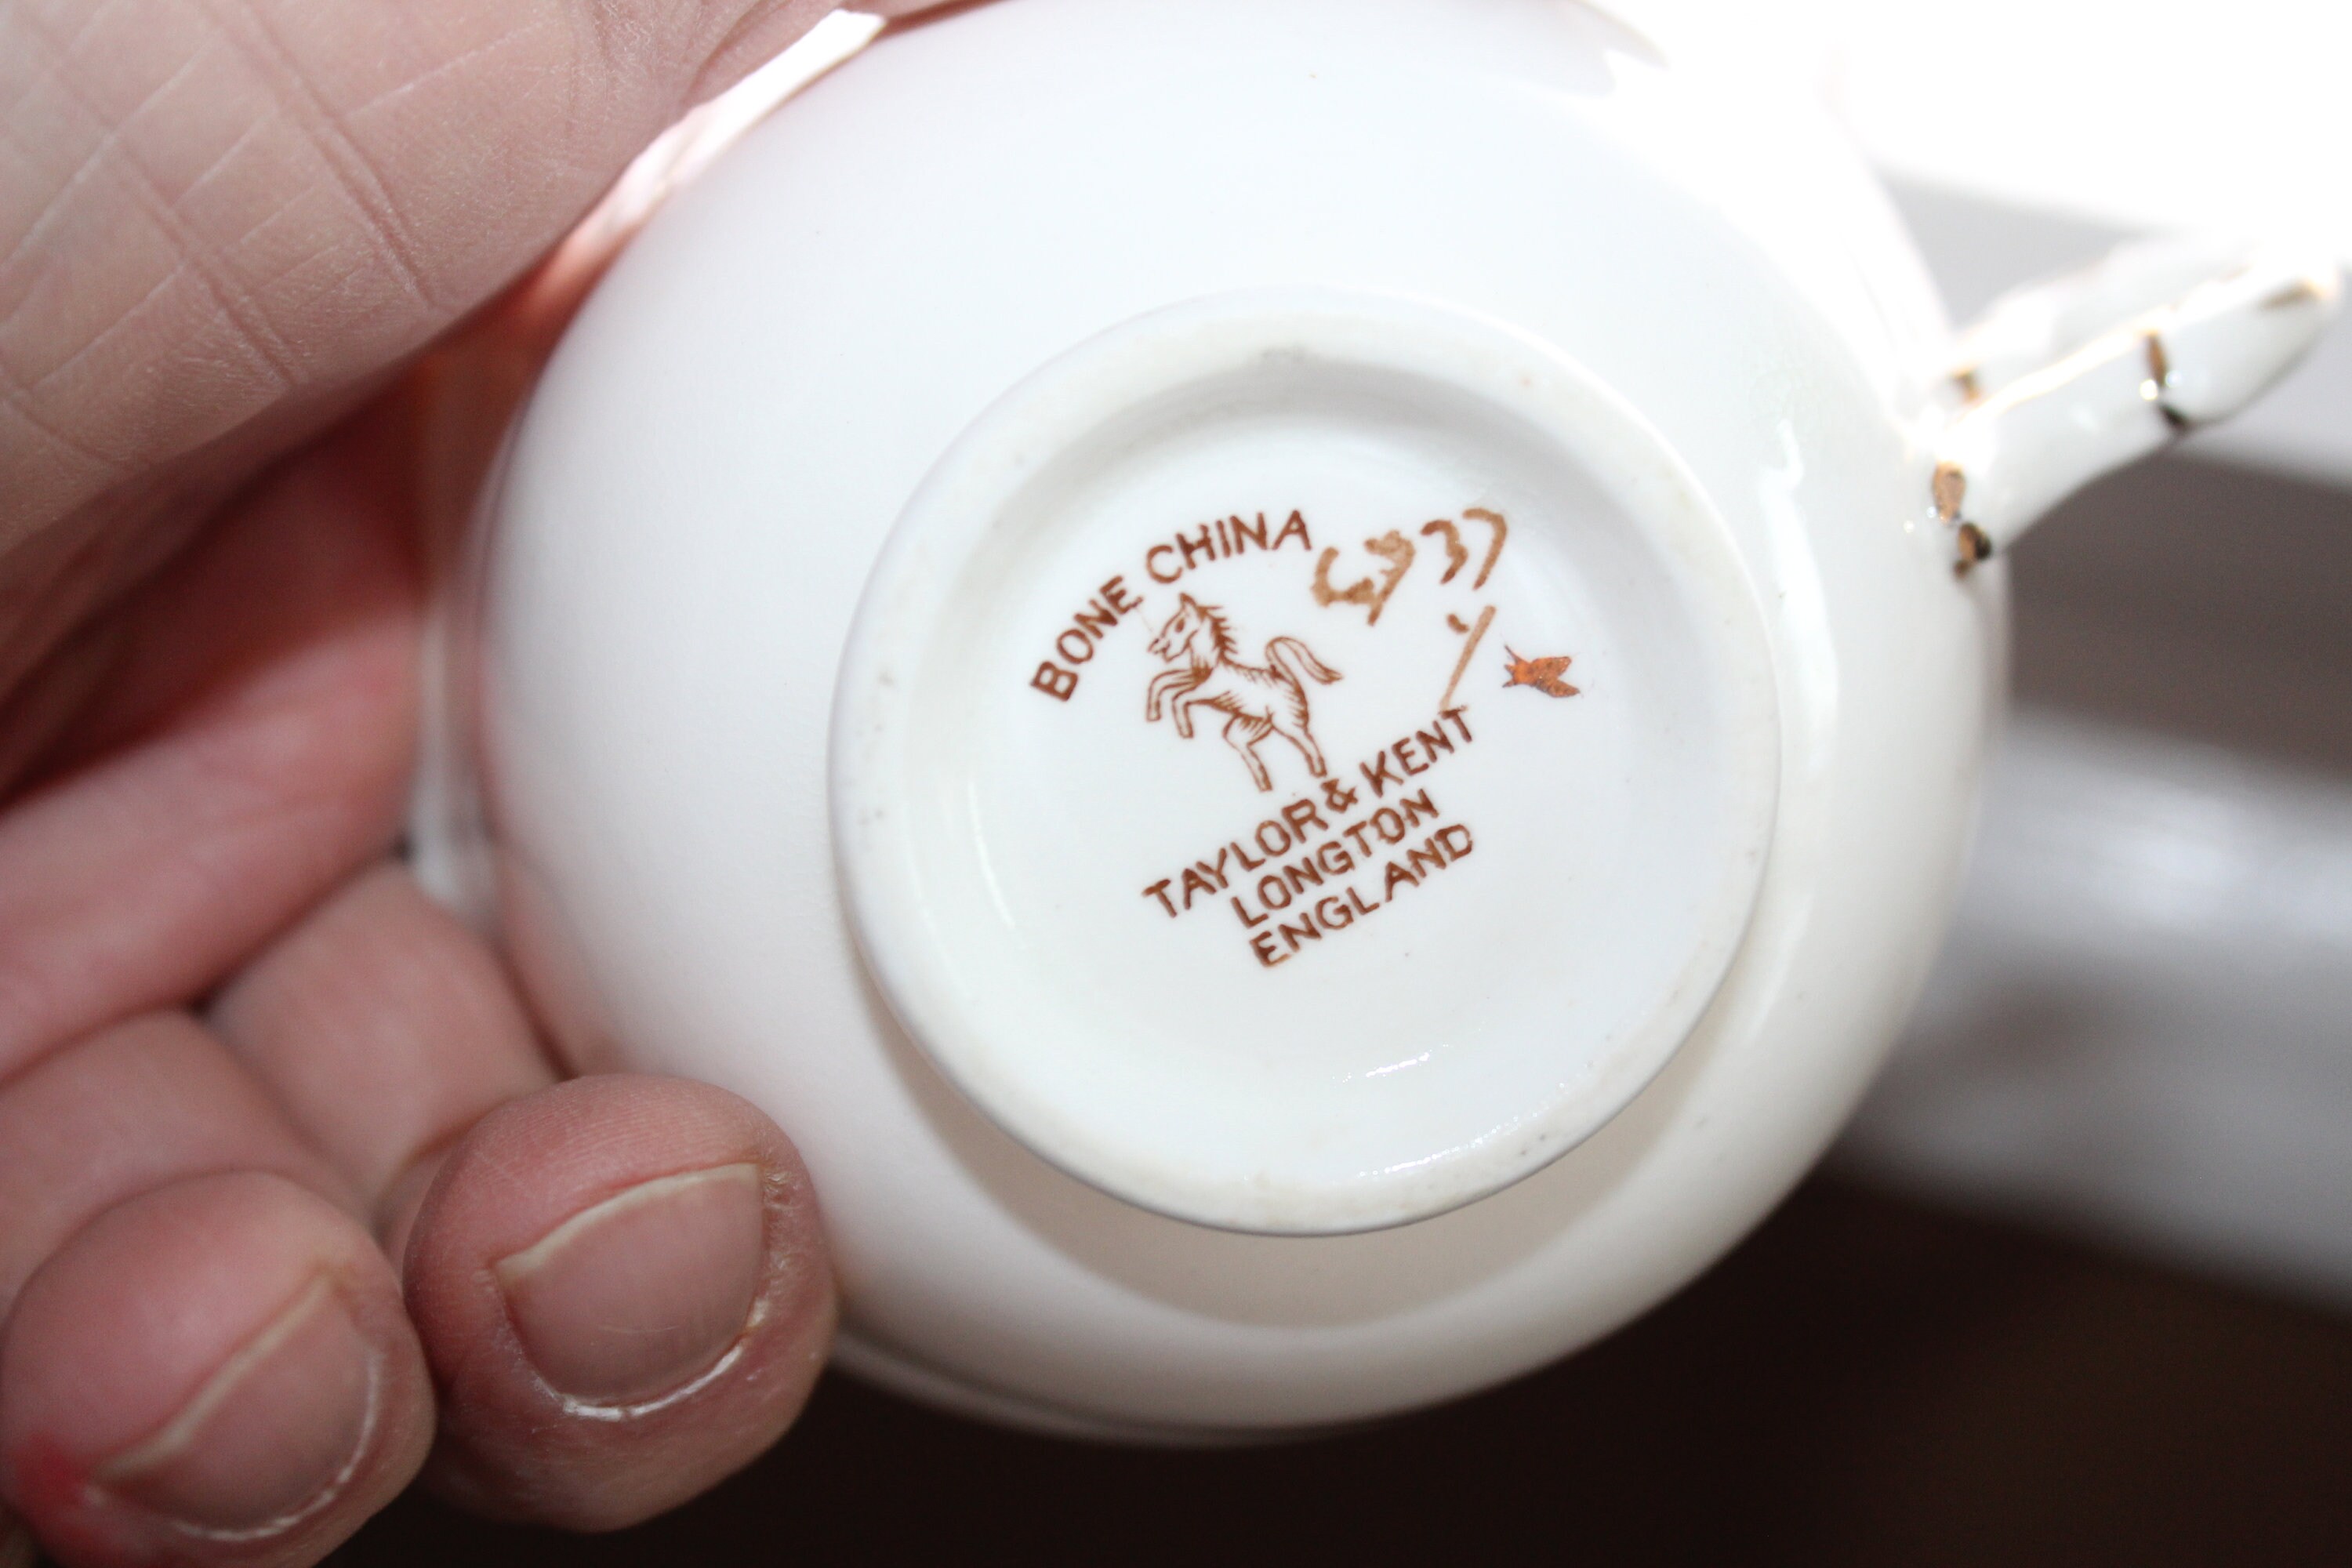 BONE CHINA
TAYLOR & KENT
LONGTON
ENGLAND